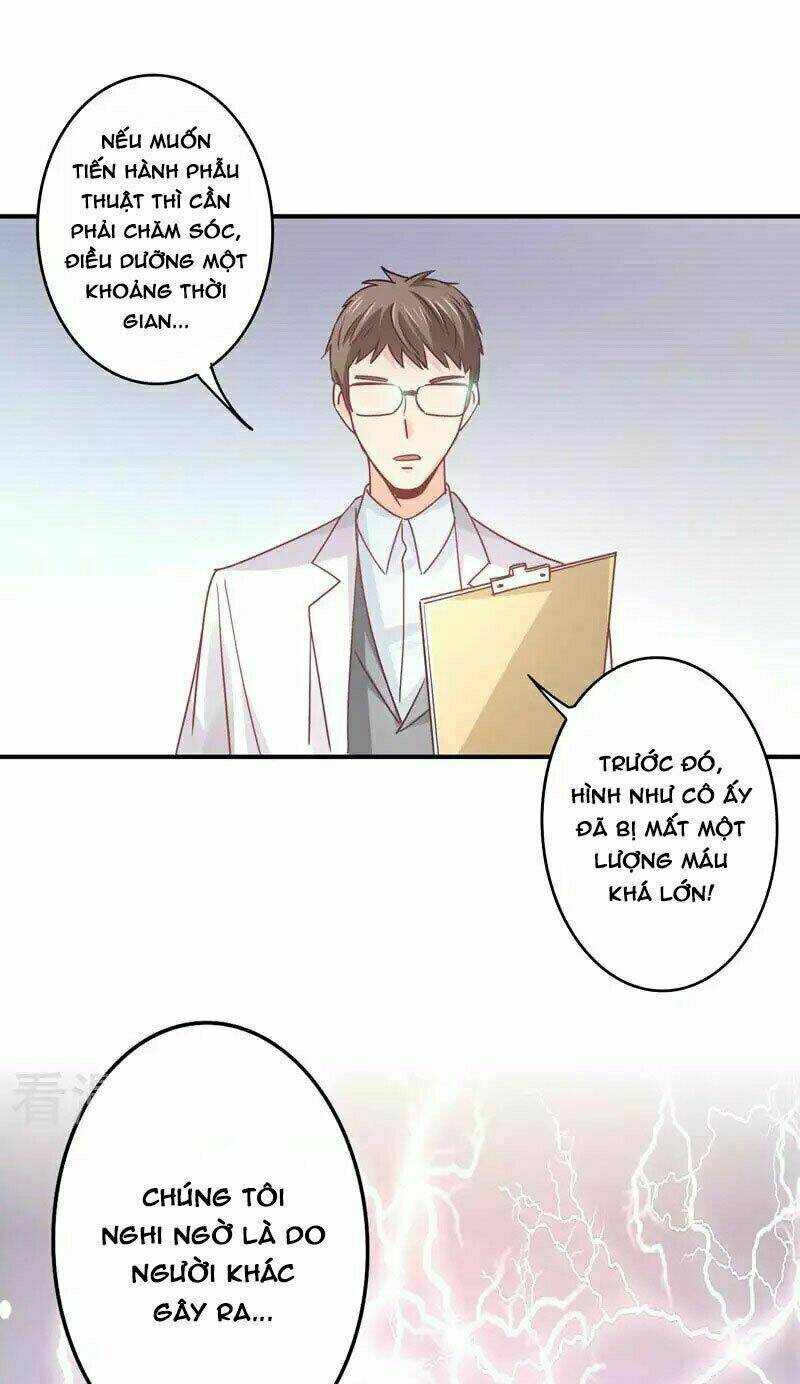 NẾU MUỐN
TIẾN HÀNH PHẪU
THUẬT THÌ CẦN
PHẢI CHĂM SÓC,
ĐIỀU DƯỠNG MỘT
KHOẢNG THỜI
GIAN...
TRƯỚC ĐÓ,
HÌNH NHƯ CÔ ẤY
ĐÃ BỊ MẤT MỘT
LƯỢNG MÁU
KHÁ LỚN!
看漫
CHÚNG TÔI
NGHI NGỜ LÀ DO
NGƯỜI KHÁC
GÂY RA...